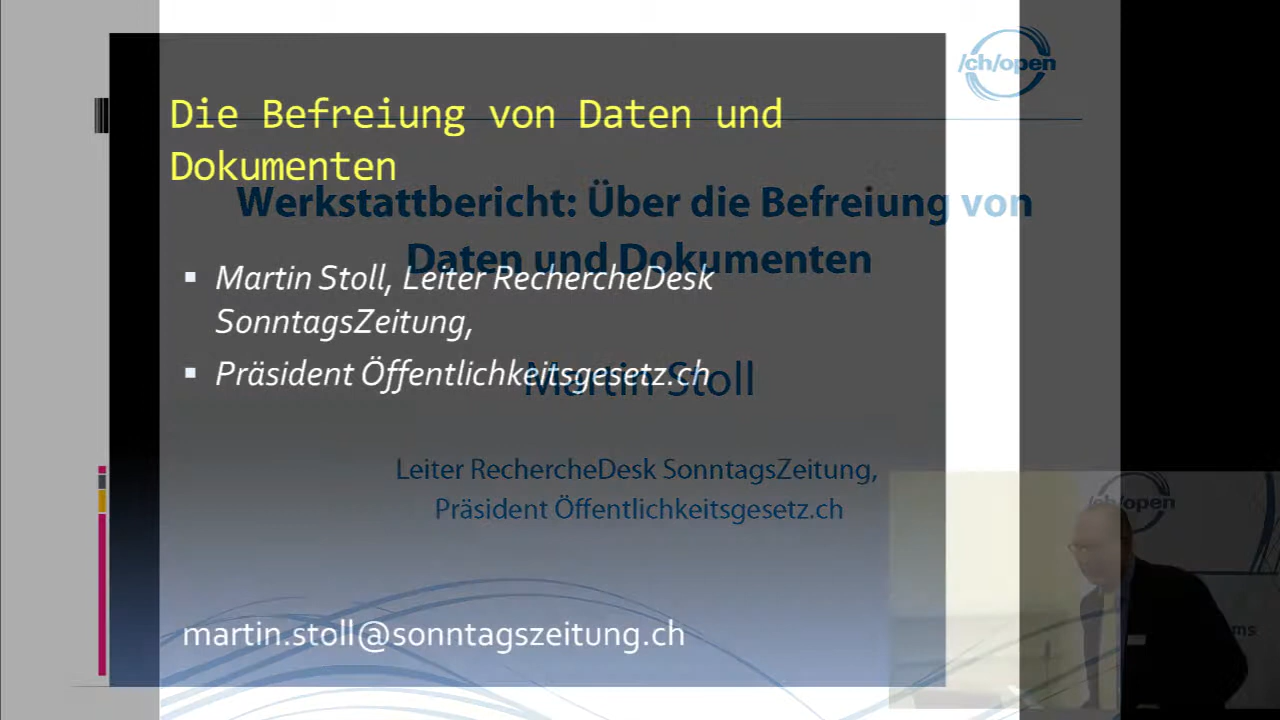 /ch/open
Die Befreiung von Daten und
Dokumenten
Werkstattbericht: Über die Befreiung von
Daten und Dokumenten
▪ Martin Stoll, Leiter RechercheDesk
SonntagsZeitung,
▪ Präsident Öffentlichkeitsgesetz.ch
Martin Stoll
Leiter RechercheDesk SonntagsZeitung,
Präsident Öffentlichkeitsgesetz.ch
/ch/open
martin.stoll@sonntagszeitung.ch